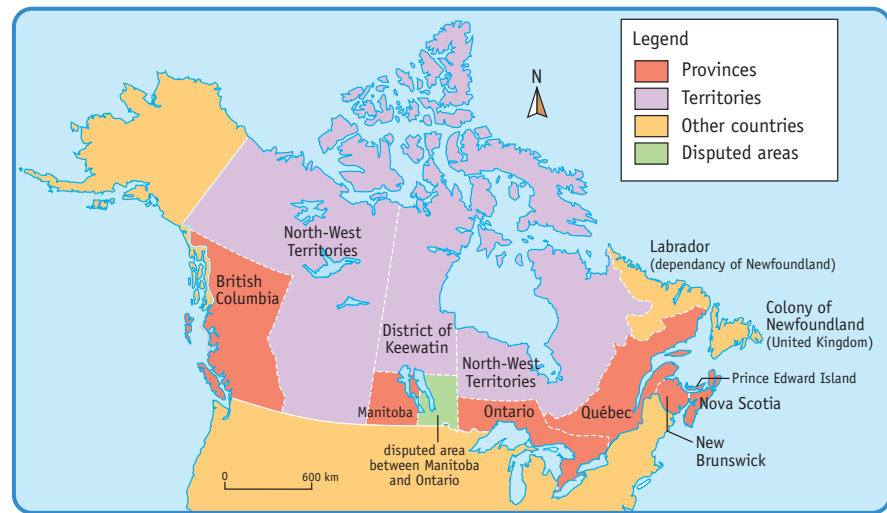 Legend
Provinces
Territories
Other countries
Disputed areas
N
North-West
Territories
British
Columbia
District of
Keewatin
North-West
Territories
Manitoba
Ontario
Québec
Labrador
(dependancy of Newfoundland)
Colony of
Newfoundland
(United Kingdom)
Prince Edward Island
Nova Scotia
New
Brunswick
disputed area
between Manitoba
and Ontario
0
600 km